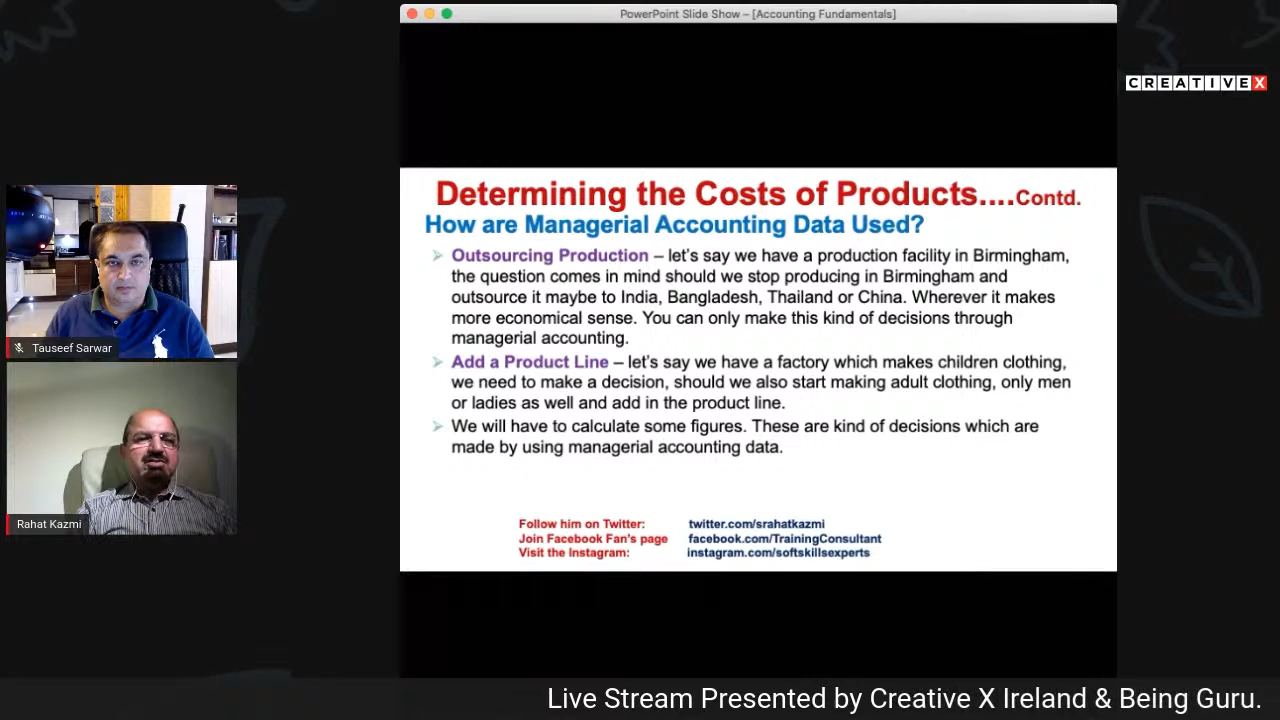 PowerPoint Slide Show – [Accounting Fundamentals]
CREATIVEX
Determining the Costs of Products....Contd.
How are Managerial Accounting Data Used?
Outsourcing Production – let's say we have a production facility in Birmingham,
the question comes in mind should we stop producing in Birmingham and
outsource it maybe to India, Bangladesh, Thailand or China. Wherever it makes
more economical sense. You can only make this kind of decisions through
managerial accounting.
Add a Product Line – let's say we have a factory which makes children clothing,
we need to make a decision, should we also start making adult clothing, only men
or ladies as well and add in the product line.
We will have to calculate some figures. These are kind of decisions which are
made by using managerial accounting data.
Follow him on Twitter: twitter.com/srahatkazmi
Join Facebook Fan's page facebook.com/TrainingConsultant
Visit the Instagram: instagram.com/softskillsexperts
Tauseef Sarwar
Rahat Kazmi
Live Stream Presented by Creative X Ireland & Being Guru.